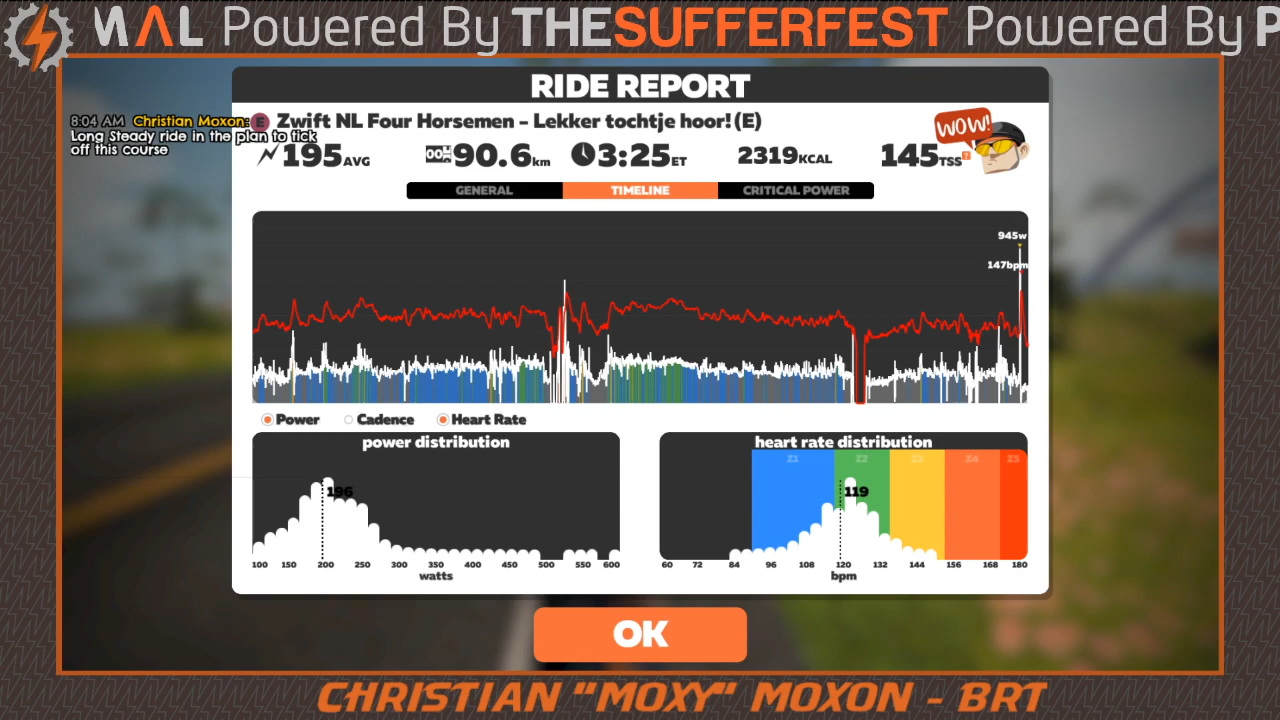 MAL Powered By THESUFFERFEST Powered By P
RIDE REPORT
8:04 AM Christian Moxon:
Long Steady ride in the plan to tick
off this course
E Zwift NL Four Horsemen - Lekker tochtje hoor! (E)
WOW!
195AVG 90.6km 3:25ET 2319KCAL 145TSS?
GENERAL TIMELINE CRITICAL POWER
945w
147bpm
Power Cadence Heart Rate
power distribution
196
100 150 200 250 300 350 400 450 500 550 600
watts
heart rate distribution
Z1 Z2 Z3 Z4 Z5
119
60 72 84 96 108 120 132 144 156 168 180
bpm
OK
CHRISTIAN "MOXY" MOXON - BRT